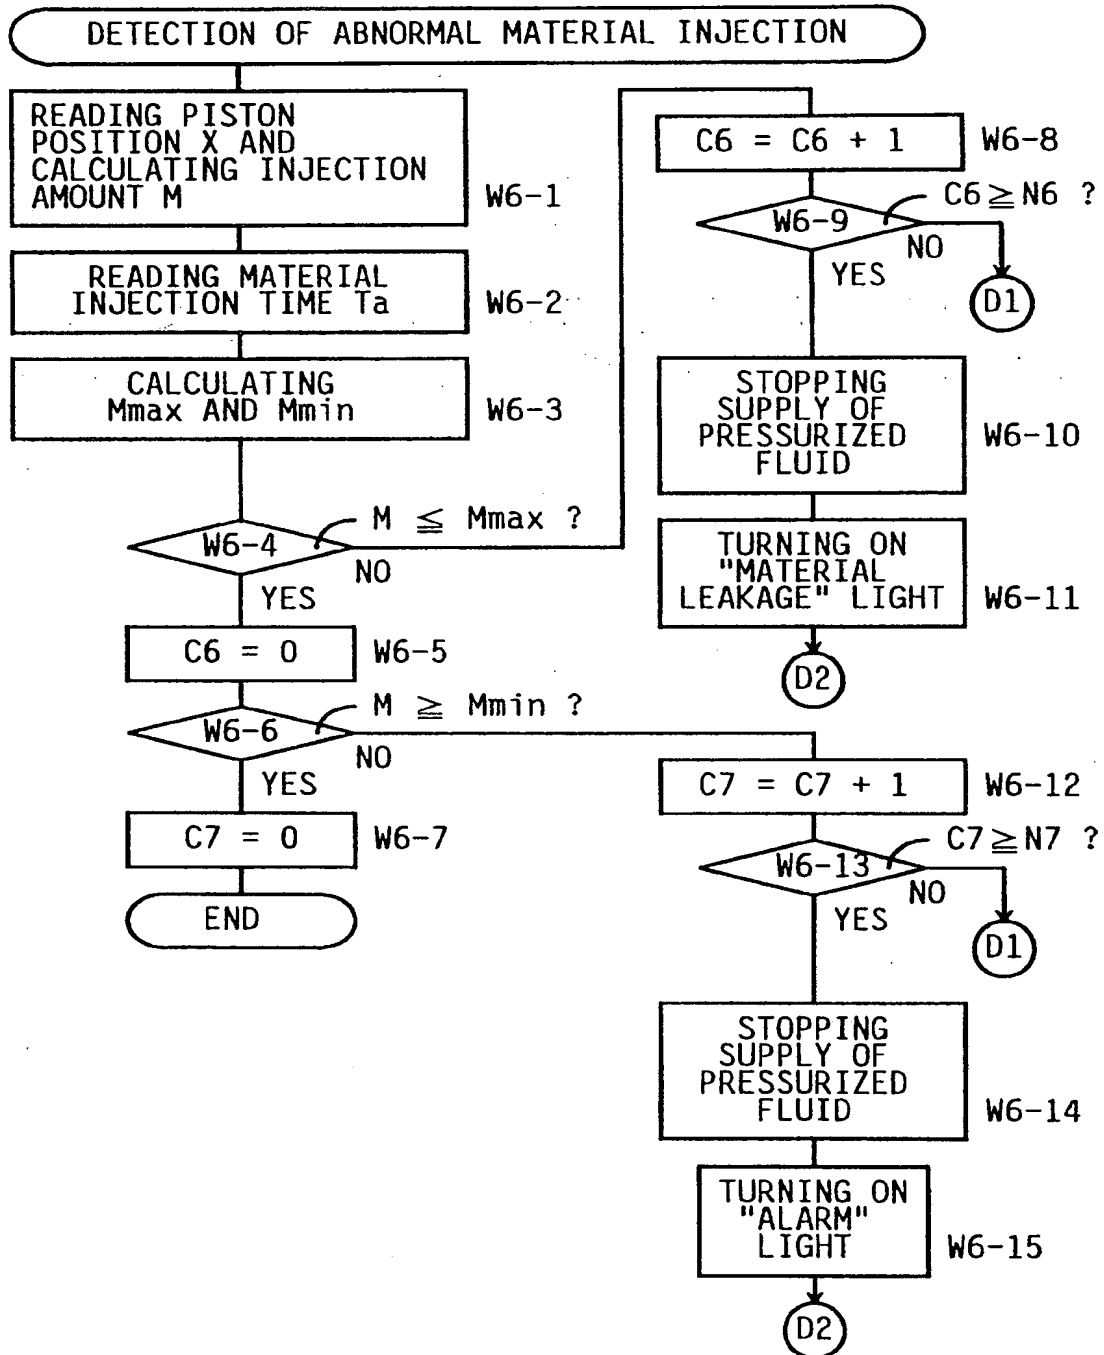 DETECTION OF ABNORMAL MATERIAL INJECTION
READING PISTON
POSITION X AND
CALCULATING INJECTION
AMOUNT M
W6-1
READING MATERIAL
INJECTION TIME Ta
W6-2
CALCULATING
Mmax AND Mmin
W6-3
M ≦ Mmax ?
W6-4
NO
YES
C6 = 0
W6-5
M ≧ Mmin ?
W6-6
NO
YES
C7 = 0
W6-7
END
C6 = C6 + 1
W6-8
C6≧N6 ?
W6-9
NO
YES
D1
STOPPING
SUPPLY OF
PRESSURIZED
FLUID
W6-10
TURNING ON
"MATERIAL
LEAKAGE" LIGHT
W6-11
D2
C7 = C7 + 1
W6-12
C7≧N7 ?
W6-13
NO
YES
D1
STOPPING
SUPPLY OF
PRESSURIZED
FLUID
W6-14
TURNING ON
"ALARM"
LIGHT
W6-15
D2